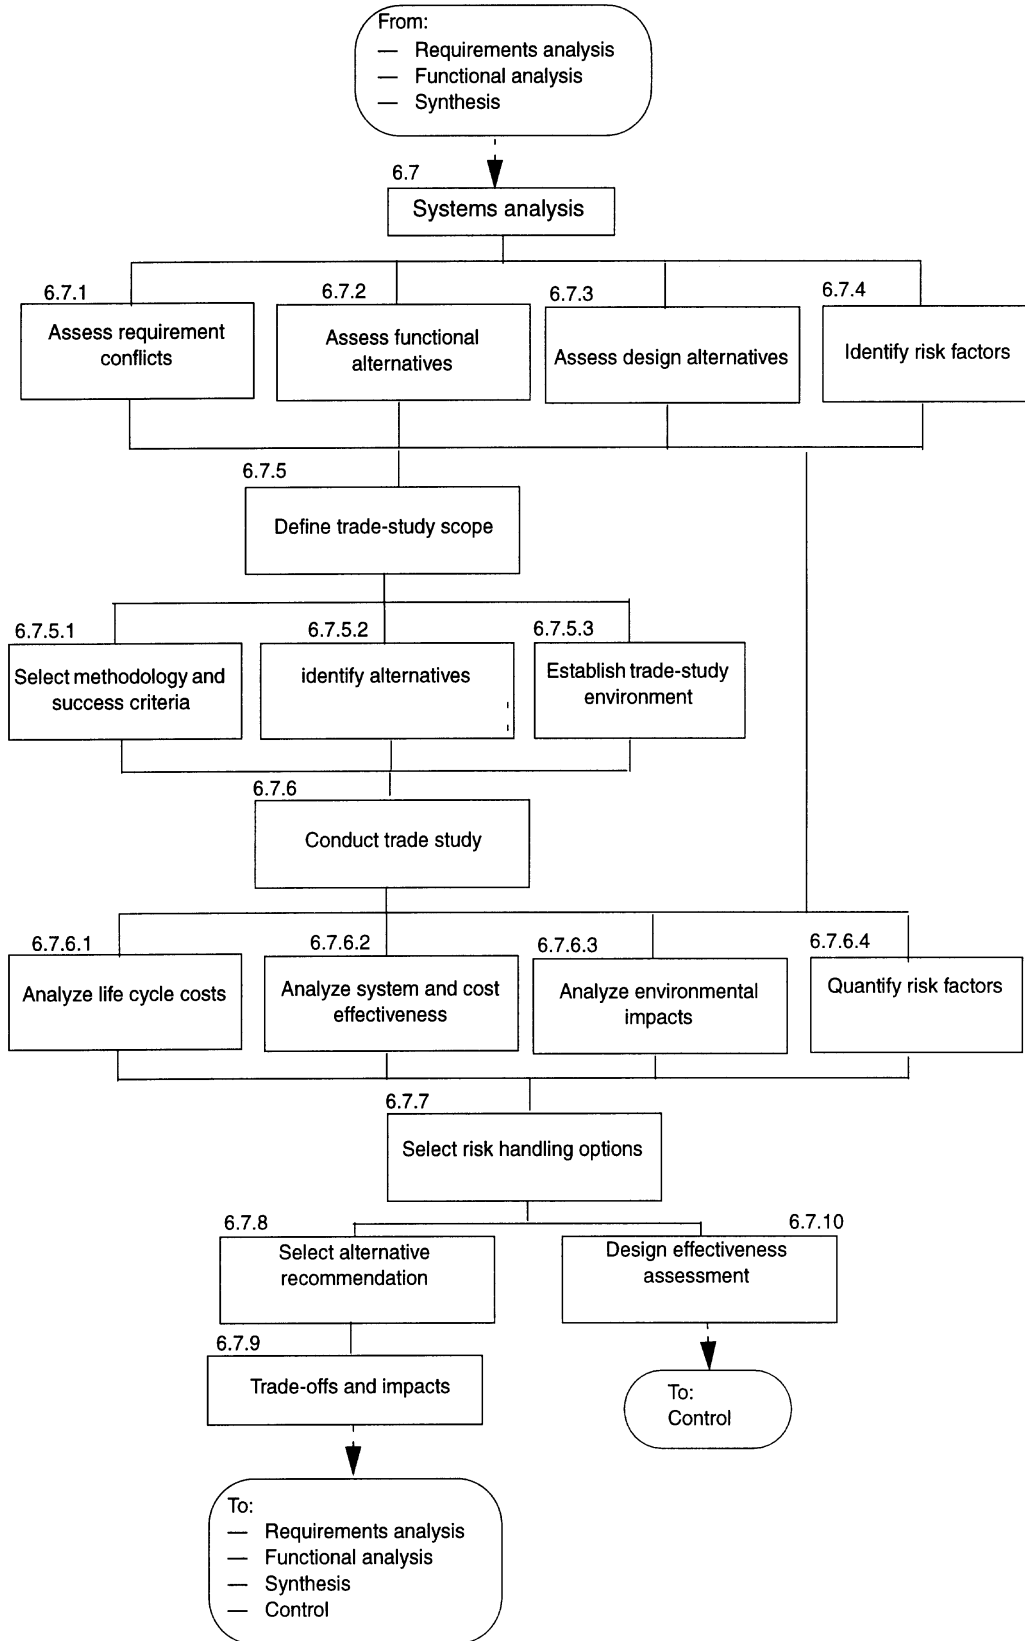 From:
— Requirements analysis
— Functional analysis
— Synthesis
6.7
Systems analysis
6.7.1
Assess requirement
conflicts
6.7.2
Assess functional
alternatives
6.7.3
Assess design alternatives
6.7.4
Identify risk factors
6.7.5
Define trade-study scope
6.7.5.1
Select methodology and
success criteria
6.7.5.2
identify alternatives
6.7.5.3
Establish trade-study
environment
6.7.6
Conduct trade study
6.7.6.1
Analyze life cycle costs
6.7.6.2
Analyze system and cost
effectiveness
6.7.6.3
Analyze environmental
impacts
6.7.6.4
Quantify risk factors
6.7.7
Select risk handling options
6.7.8
Select alternative
recommendation
6.7.10
Design effectiveness
assessment
6.7.9
Trade-offs and impacts
To:
Control
To:
— Requirements analysis
— Functional analysis
— Synthesis
— Control